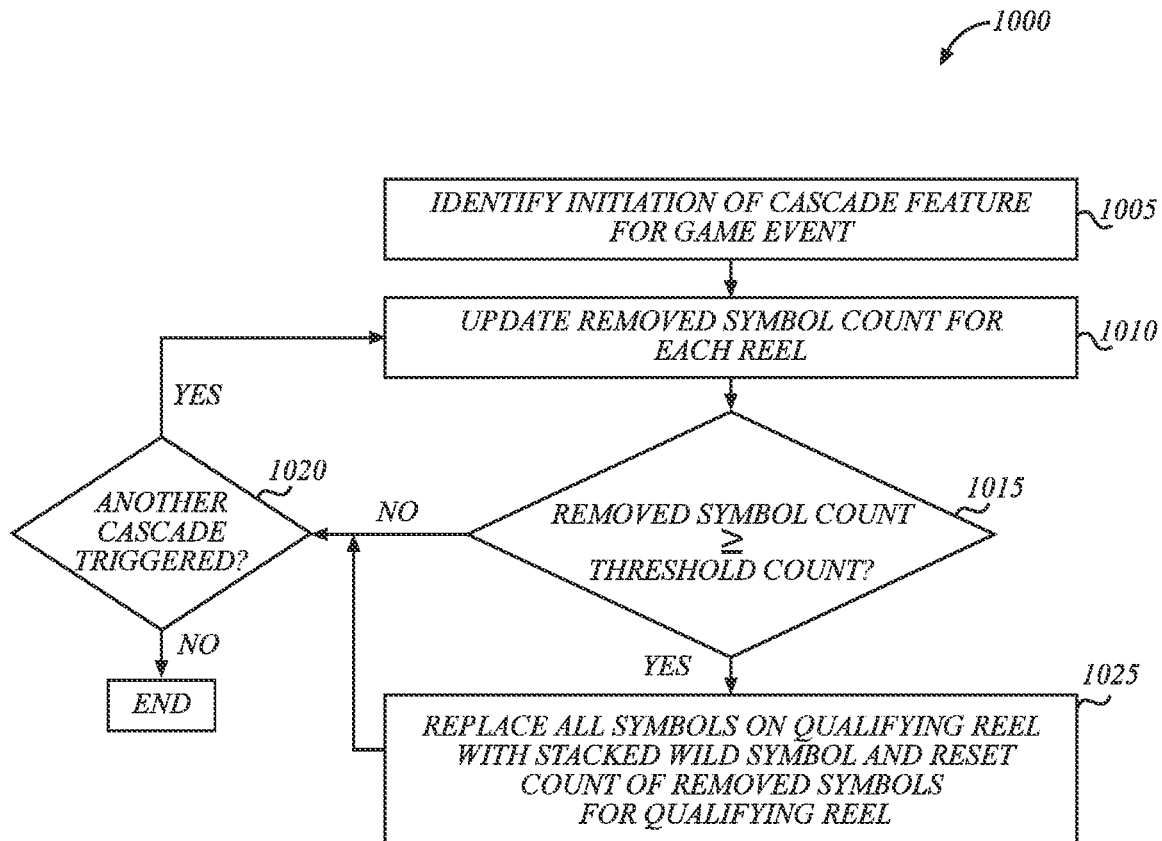 1000
IDENTIFY INITIATION OF CASCADE FEATURE
FOR GAME EVENT
1005
UPDATE REMOVED SYMBOL COUNT FOR
EACH REEL
1010
YES
1020
ANOTHER
CASCADE
TRIGGERED?
NO
1015
REMOVED SYMBOL COUNT
≥
THRESHOLD COUNT?
NO
END
YES
1025
REPLACE ALL SYMBOLS ON QUALIFYING REEL
WITH STACKED WILD SYMBOL AND RESET
COUNT OF REMOVED SYMBOLS
FOR QUALIFYING REEL